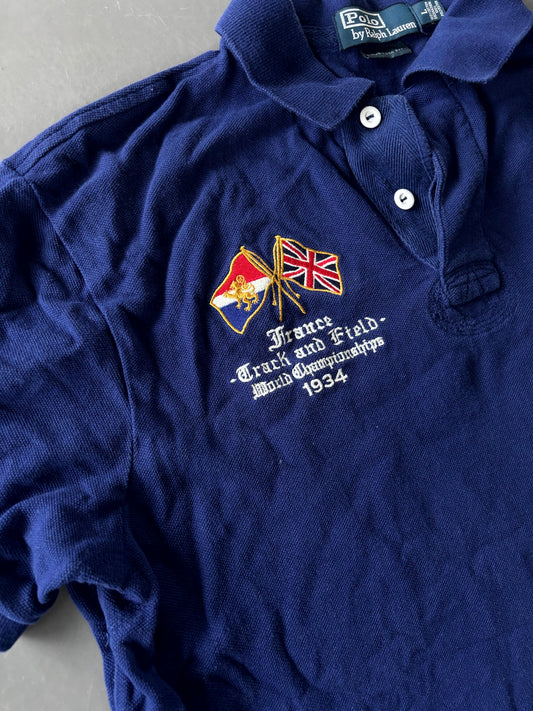 Polo
by Ralph Lauren
L
France
-Track and Field-
World Championships
1934